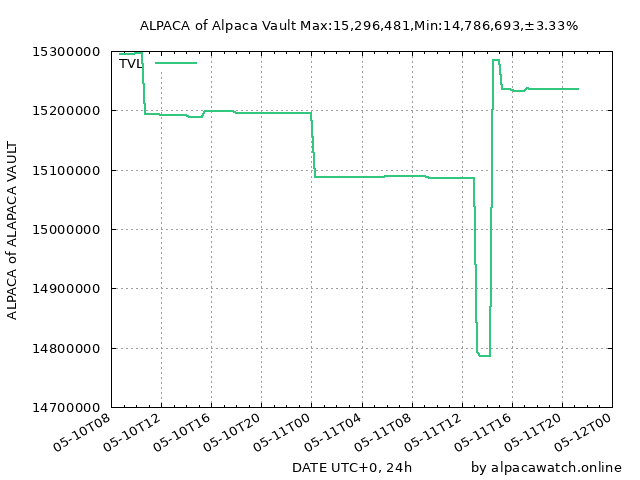 ALPACA of Alpaca Vault Max:15,296,481,Min:14,786,693,±3.33%
TVL
15300000
15200000
15100000
15000000
14900000
14800000
14700000
ALPACA of ALAPACA VAULT
05-10T08
05-10T12
05-10T16
05-10T20
05-11T00
05-11T04
05-11T08
05-11T12
05-11T16
05-11T20
05-12T00
DATE UTC+0, 24h
by alpacawatch.online